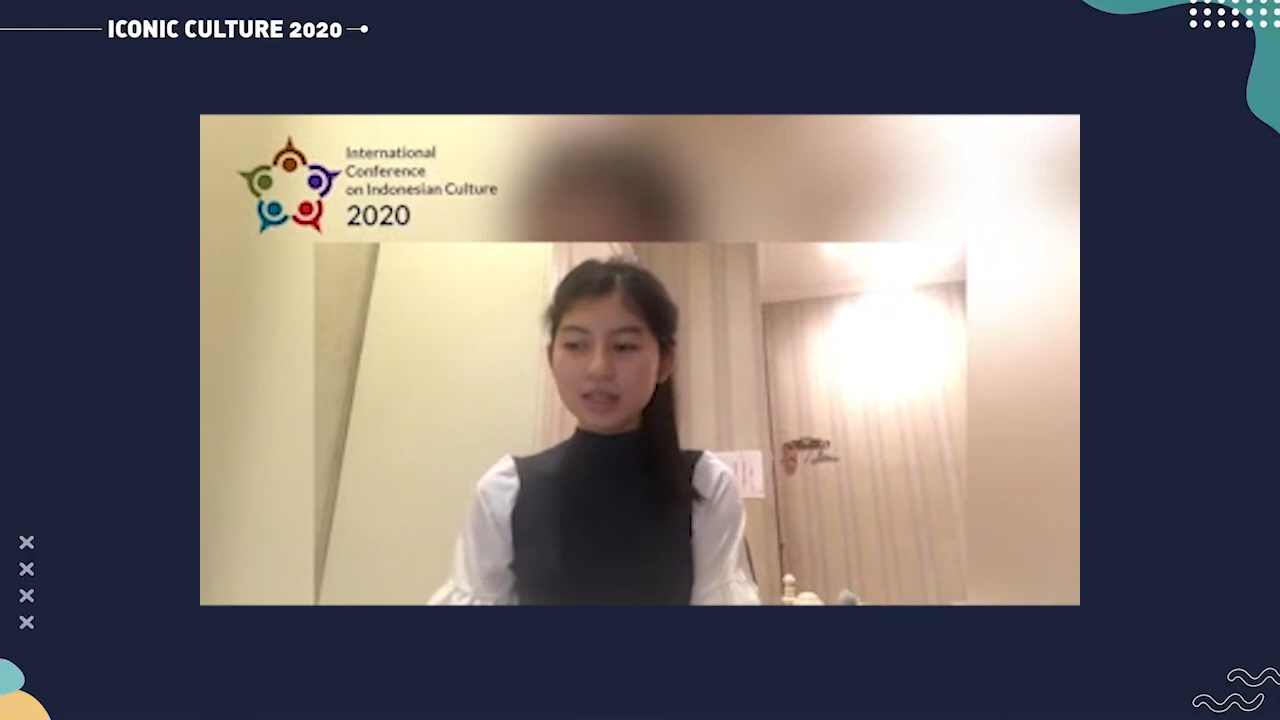 ICONIC CULTURE 2020
International
Conference
on Indonesian Culture
2020